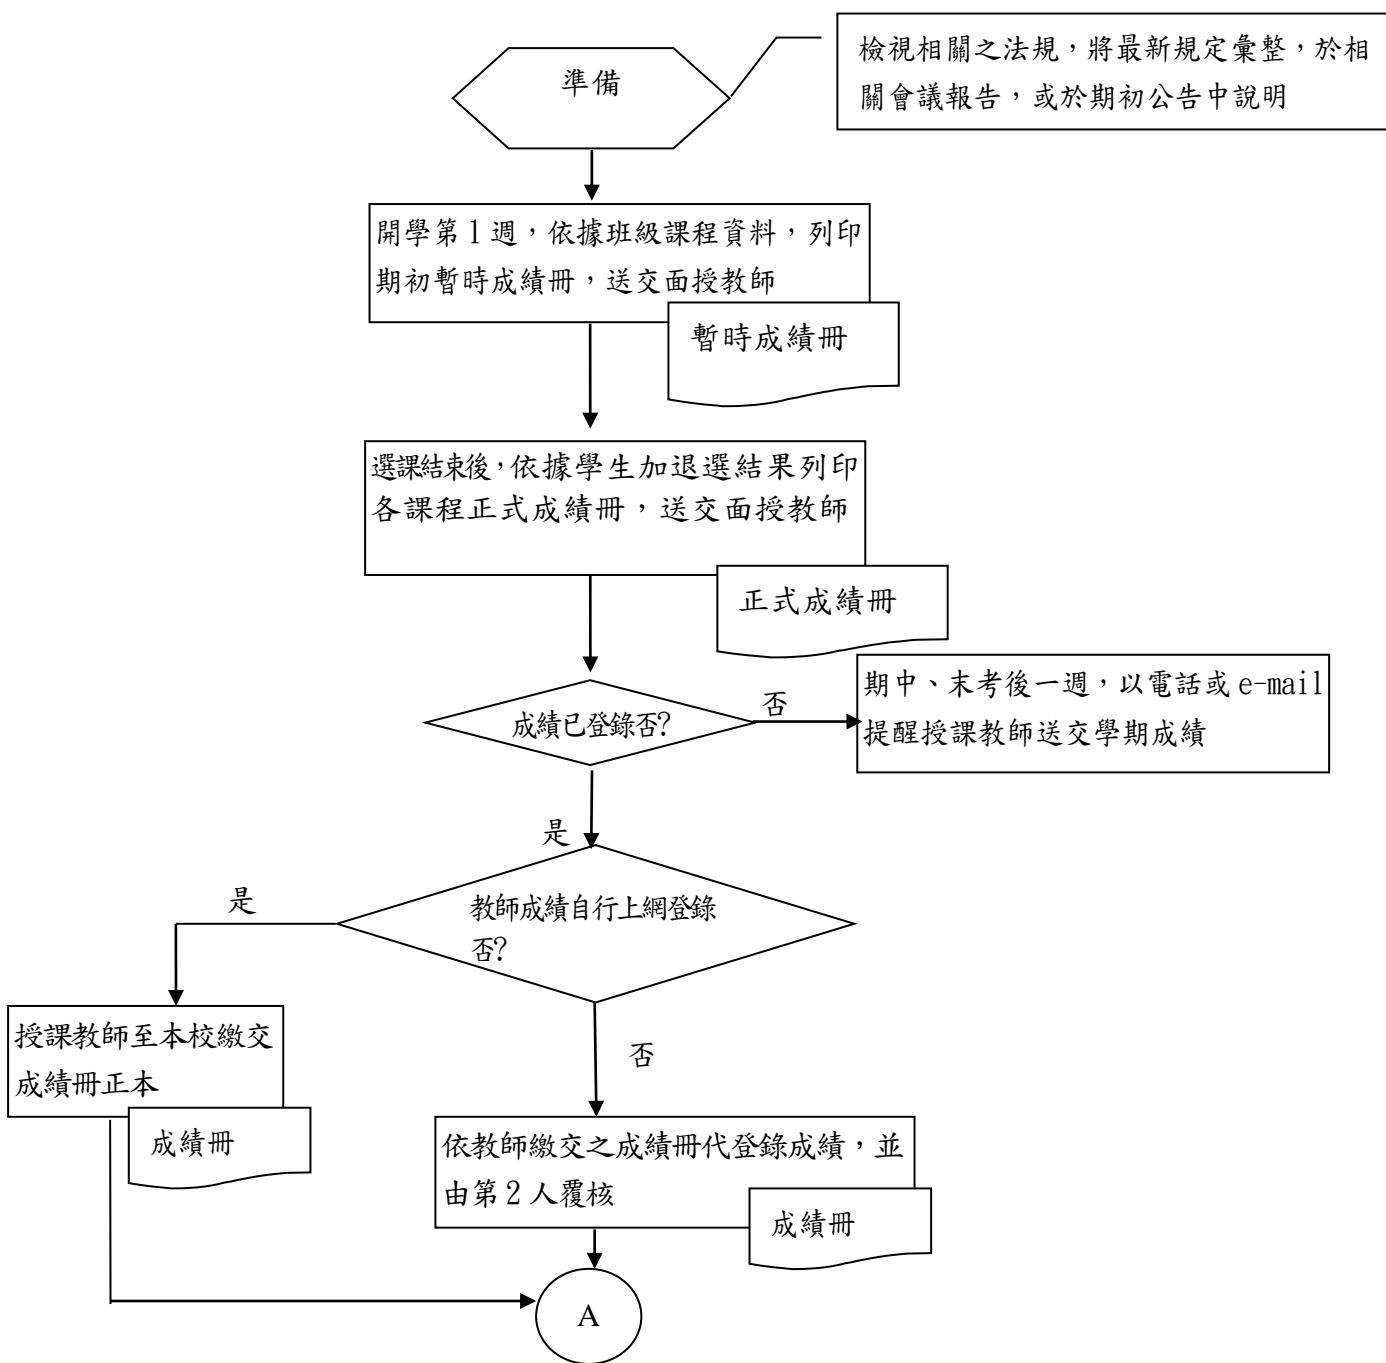 準備
檢視相關之法規，將最新規定彙整，於相
關會議報告，或於期初公告中說明
開學第1週，依據班級課程資料，列印
期初暫時成績冊，送交面授教師
暫時成績冊
選課結束後，依據學生加退選結果列印
各課程正式成績冊，送交面授教師
正式成績冊
成績已登錄否?
否
期中、末考後一週，以電話或 e-mail
提醒授課教師送交學期成績
是
教師成績自行上網登錄
否?
是
授課教師至本校繳交
成績冊正本
成績冊
否
依教師繳交之成績冊代登錄成績，並
由第2人覆核
成績冊
A